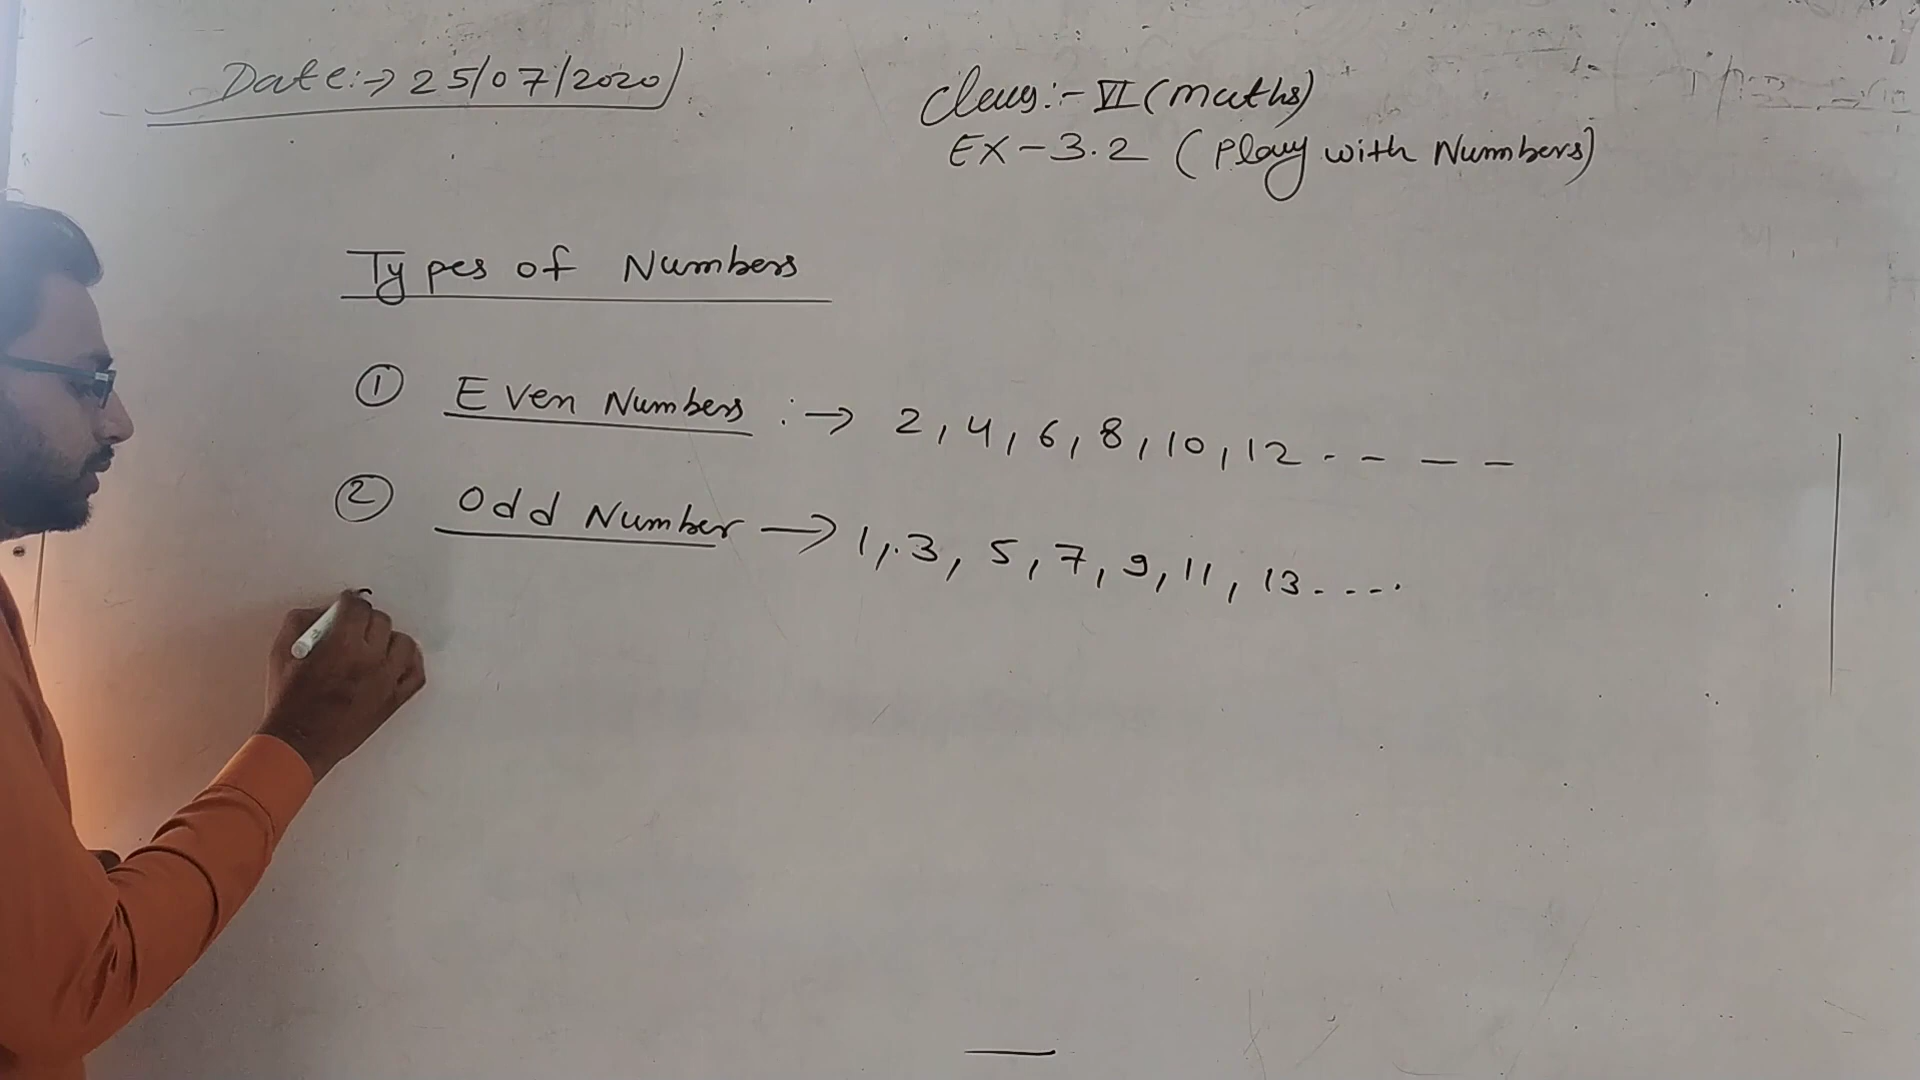 Date:→ 25/07/2020
Class:- VI (Maths)
EX-3.2 (Play with Numbers)
Types of Numbers
① Even Numbers :→ 2, 4, 6, 8, 10, 12 - - - -
② Odd Number → 1, 3, 5, 7, 9, 11, 13 . . . .